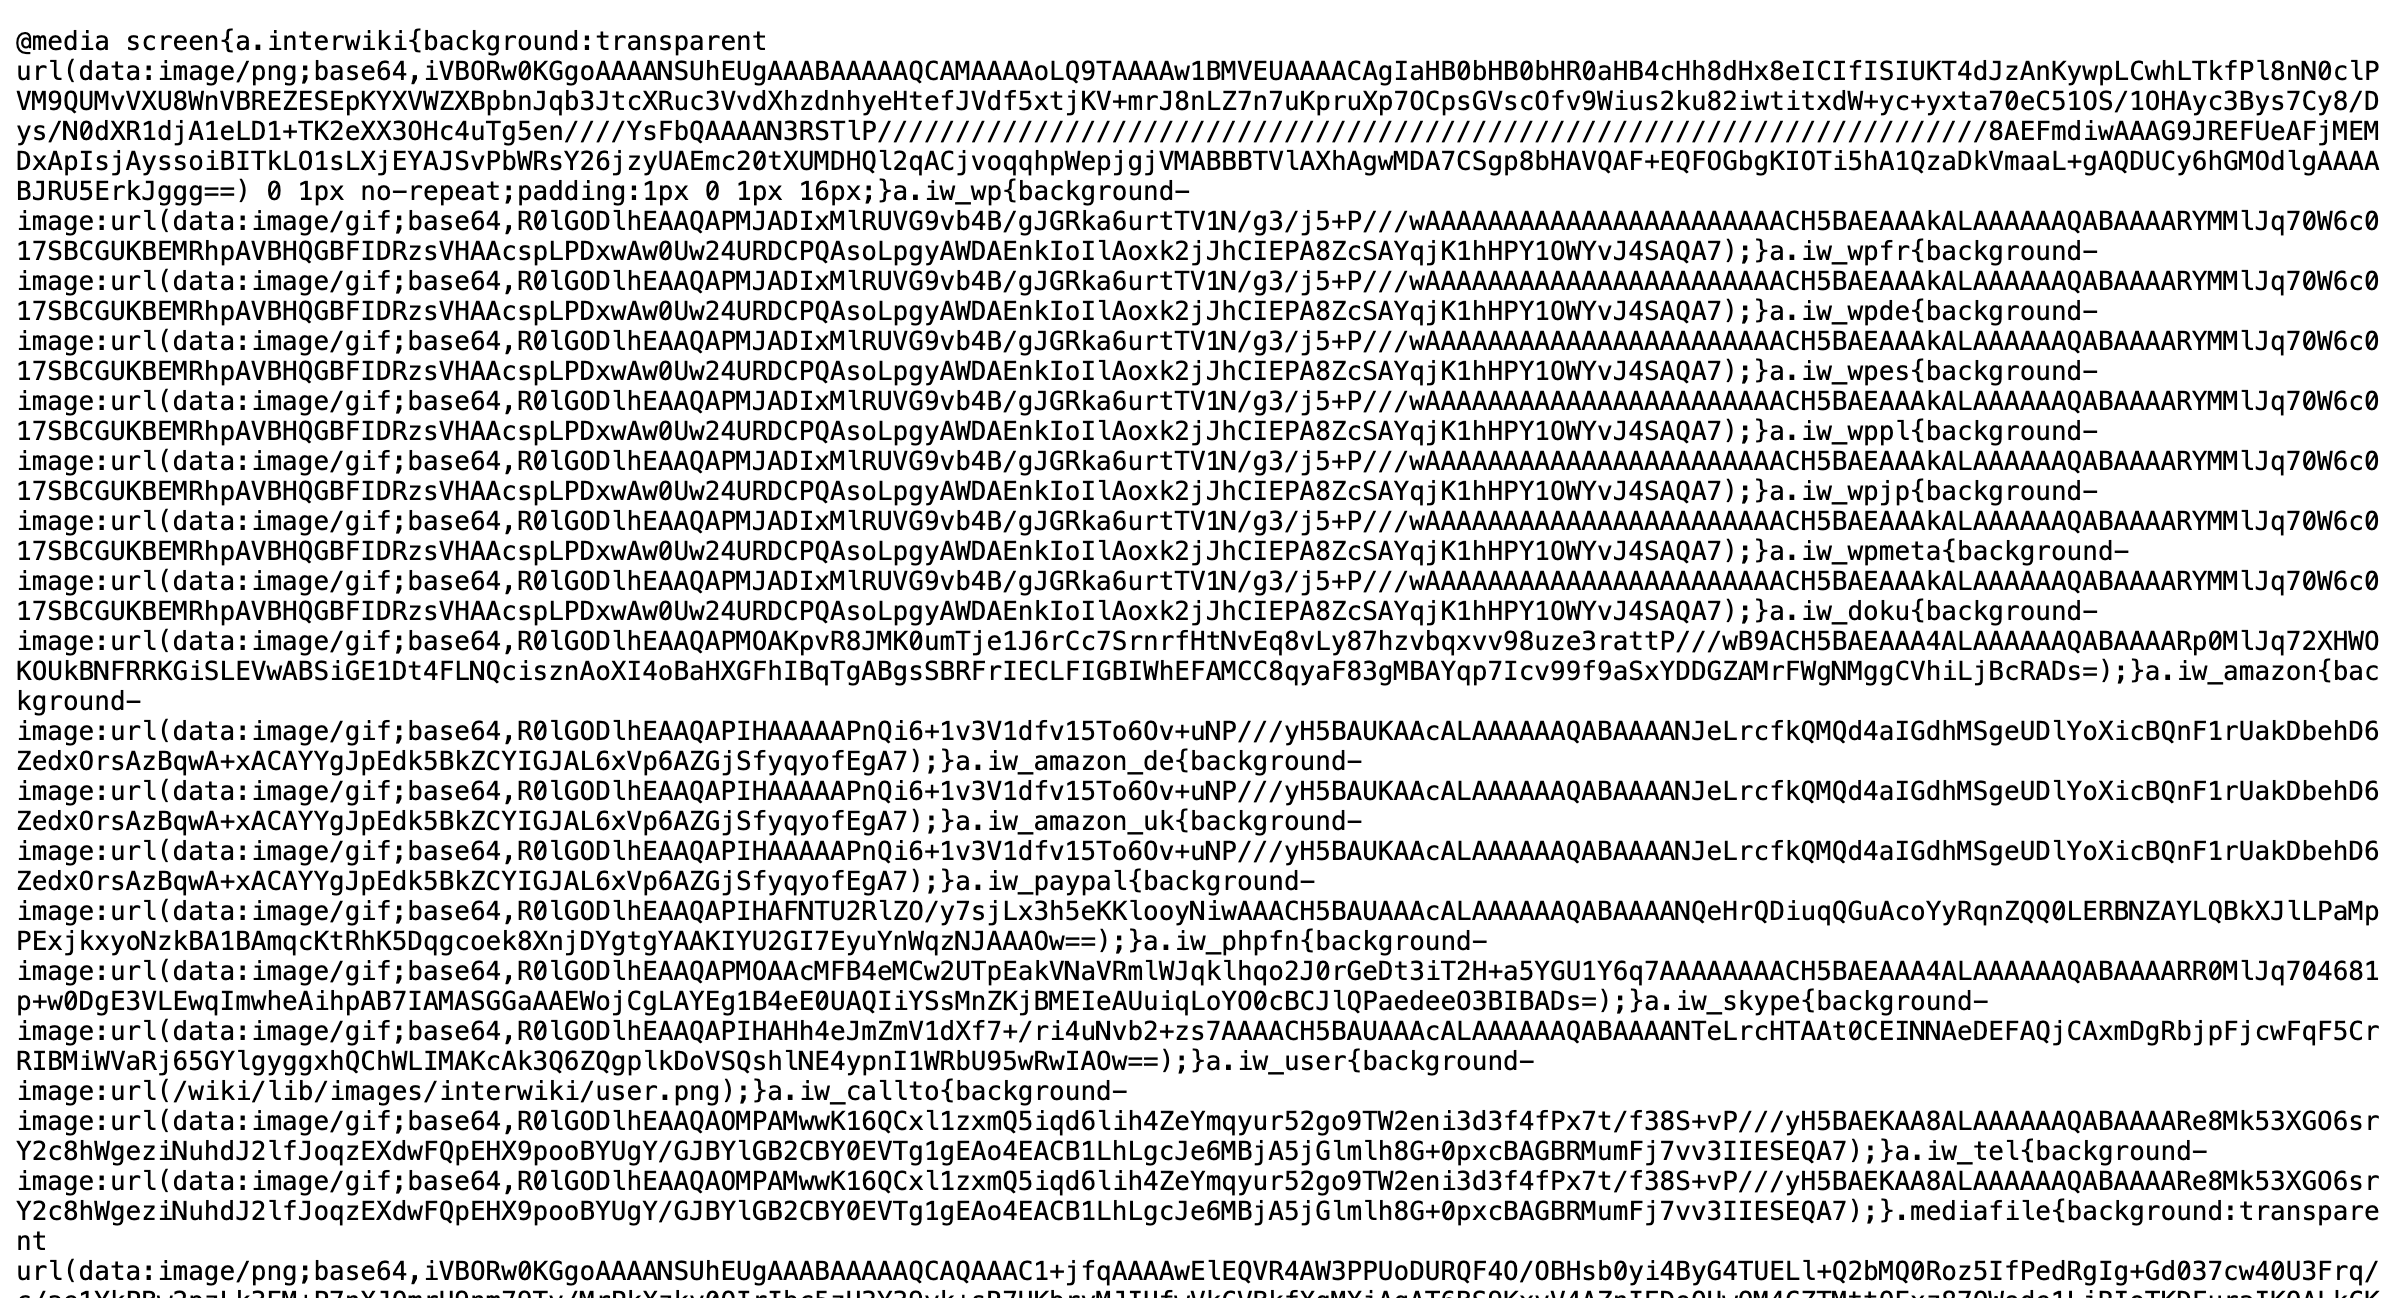 @media screen{a.interwiki{background:transparent
url(data:image/png;base64,iVBORw0KGgoAAAANSUhEUgAAABAAAAAQCAMAAAAoLQ9TAAAAw1BMVEUAAAACAgIaHB0bHB0bHR0aHB4cHh8dHx8eICIfISIUKT4dJzAnKywpLCwhLTkfPl8nN0clP
VM9QUMvVXU8WnVBREZESEpKYXVWZXBpbnJqb3JtcXRuc3VvdXhzdnhyeHtefJVdf5xtjKV+mrJ8nLZ7n7uKpruXp7OCpsGVscOfv9Wius2ku82iwtitxdW+yc+yxta70eC51OS/1OHAyc3Bys7Cy8/D
ys/N0dXR1djA1eLD1+TK2eXX3OHc4uTg5en////YsFbQAAAAN3RSTlP///////////////////////////////////////////////////////////////////////8AEFmdiwAAAG9JREFUeAFjMEM
DxApIsjAyssoiBITkLO1sLXjEYAJSvPbWRsY26jzyUAEmc20tXUMDHQl2qACjvoqqhpWepjgjVMABBBTVlAXhAgwMDA7CSgp8bHAVQAF+EQFOGbgKIOTi5hA1QzaDkVmaaL+gAQDUCy6hGMOdlgAAAA
BJRU5ErkJggg==) 0 1px no-repeat;padding:1px 0 1px 16px;}a.iw_wp{background-
image:url(data:image/gif;base64,R0lGODlhEAAQAPMJADIxMlRUVG9vb4B/gJGRka6urtTV1N/g3/j5+P///wAAAAAAAAAAAAAAAAAAAAAAACH5BAEAAAkALAAAAAAQABAAAARYMMlJq70W6c0
17SBCGUKBEMRhpAVBHQGBFIDRzsVHAAcspLPDxwAw0Uw24URDCPQAsoLpgyAWDAEnkIoIlAoxk2jJhCIEPA8ZcSAYqjK1hHPY1OWYvJ4SAQA7);}a.iw_wpfr{background-
image:url(data:image/gif;base64,R0lGODlhEAAQAPMJADIxMlRUVG9vb4B/gJGRka6urtTV1N/g3/j5+P///wAAAAAAAAAAAAAAAAAAAAAAACH5BAEAAAkALAAAAAAQABAAAARYMMlJq70W6c0
17SBCGUKBEMRhpAVBHQGBFIDRzsVHAAcspLPDxwAw0Uw24URDCPQAsoLpgyAWDAEnkIoIlAoxk2jJhCIEPA8ZcSAYqjK1hHPY1OWYvJ4SAQA7);}a.iw_wpde{background-
image:url(data:image/gif;base64,R0lGODlhEAAQAPMJADIxMlRUVG9vb4B/gJGRka6urtTV1N/g3/j5+P///wAAAAAAAAAAAAAAAAAAAAAAACH5BAEAAAkALAAAAAAQABAAAARYMMlJq70W6c0
17SBCGUKBEMRhpAVBHQGBFIDRzsVHAAcspLPDxwAw0Uw24URDCPQAsoLpgyAWDAEnkIoIlAoxk2jJhCIEPA8ZcSAYqjK1hHPY1OWYvJ4SAQA7);}a.iw_wpes{background-
image:url(data:image/gif;base64,R0lGODlhEAAQAPMJADIxMlRUVG9vb4B/gJGRka6urtTV1N/g3/j5+P///wAAAAAAAAAAAAAAAAAAAAAAACH5BAEAAAkALAAAAAAQABAAAARYMMlJq70W6c0
17SBCGUKBEMRhpAVBHQGBFIDRzsVHAAcspLPDxwAw0Uw24URDCPQAsoLpgyAWDAEnkIoIlAoxk2jJhCIEPA8ZcSAYqjK1hHPY1OWYvJ4SAQA7);}a.iw_wppl{background-
image:url(data:image/gif;base64,R0lGODlhEAAQAPMJADIxMlRUVG9vb4B/gJGRka6urtTV1N/g3/j5+P///wAAAAAAAAAAAAAAAAAAAAAAACH5BAEAAAkALAAAAAAQABAAAARYMMlJq70W6c0
17SBCGUKBEMRhpAVBHQGBFIDRzsVHAAcspLPDxwAw0Uw24URDCPQAsoLpgyAWDAEnkIoIlAoxk2jJhCIEPA8ZcSAYqjK1hHPY1OWYvJ4SAQA7);}a.iw_wpjp{background-
image:url(data:image/gif;base64,R0lGODlhEAAQAPMJADIxMlRUVG9vb4B/gJGRka6urtTV1N/g3/j5+P///wAAAAAAAAAAAAAAAAAAAAAAACH5BAEAAAkALAAAAAAQABAAAARYMMlJq70W6c0
17SBCGUKBEMRhpAVBHQGBFIDRzsVHAAcspLPDxwAw0Uw24URDCPQAsoLpgyAWDAEnkIoIlAoxk2jJhCIEPA8ZcSAYqjK1hHPY1OWYvJ4SAQA7);}a.iw_wpmeta{background-
image:url(data:image/gif;base64,R0lGODlhEAAQAPMJADIxMlRUVG9vb4B/gJGRka6urtTV1N/g3/j5+P///wAAAAAAAAAAAAAAAAAAAAAAACH5BAEAAAkALAAAAAAQABAAAARYMMlJq70W6c0
17SBCGUKBEMRhpAVBHQGBFIDRzsVHAAcspLPDxwAw0Uw24URDCPQAsoLpgyAWDAEnkIoIlAoxk2jJhCIEPA8ZcSAYqjK1hHPY1OWYvJ4SAQA7);}a.iw_doku{background-
image:url(data:image/gif;base64,R0lGODlhEAAQAPMOAKpvR8JMK0umTje1J6rCc7SrnrfHtNvEq8vLy87hzvbqxvv98uze3rattP///wB9ACH5BAEAAA4ALAAAAAAQABAAAARp0MlJq72XHWO
KOUkBNFRRKGiSLEVwABSiGE1Dt4FLNQcisznAoXI4oBaHXGFhIBqTgABgsSBRFrIECLFIGBIWhEFAMCC8qyaF83gMBAYqp7Icv99f9aSxYDDGZAMrFWgNMggCVhiLjBcRADs=);}a.iw_amazon{bac
kground-
image:url(data:image/gif;base64,R0lGODlhEAAQAPIHAAAAAPnQi6+1v3V1dfv15To6Ov+uNP///yH5BAUKAAcALAAAAAAQABAAAANJeLrcfkQMQd4aIGdhMSgeUDlYoXicBQnF1rUakDbehD6
ZedxOrsAzBqwA+xACAYYgJpEdk5BkZCYIGJAL6xVp6AZGjSfyqyofEgA7);}a.iw_amazon_de{background-
image:url(data:image/gif;base64,R0lGODlhEAAQAPIHAAAAAPnQi6+1v3V1dfv15To6Ov+uNP///yH5BAUKAAcALAAAAAAQABAAAANJeLrcfkQMQd4aIGdhMSgeUDlYoXicBQnF1rUakDbehD6
ZedxOrsAzBqwA+xACAYYgJpEdk5BkZCYIGJAL6xVp6AZGjSfyqyofEgA7);}a.iw_amazon_uk{background-
image:url(data:image/gif;base64,R0lGODlhEAAQAPIHAAAAAPnQi6+1v3V1dfv15To6Ov+uNP///yH5BAUKAAcALAAAAAAQABAAAANJeLrcfkQMQd4aIGdhMSgeUDlYoXicBQnF1rUakDbehD6
ZedxOrsAzBqwA+xACAYYgJpEdk5BkZCYIGJAL6xVp6AZGjSfyqyofEgA7);}a.iw_paypal{background-
image:url(data:image/gif;base64,R0lGODlhEAAQAPIHAFNTU2RlZO/y7sjLx3h5eKKlooyNiwAAACH5BAUAAAcALAAAAAAQABAAAANQeHrQDiuqQGuAcoYyRqnZQQ0LERBNZAYLQBkXJlLPaMp
PExjkxyoNzkBA1BAmqcKtRhK5Dqgcoek8XnjDYgtgYAAKIYU2GI7EyuYnWqzNJAAAOw==);}a.iw_phpfn{background-
image:url(data:image/gif;base64,R0lGODlhEAAQAPMOAAcMFB4eMCw2UTpEakVNaVRmlWJqklhqo2J0rGeDt3iT2H+a5YGU1Y6q7AAAAAAAACH5BAEAAA4ALAAAAAAQABAAAARR0MlJq704681
p+w0DgE3VLEwqImwheAihpAB7IAMASGGaAAEWojCgLAYEg1B4eE0UAQIiYSsMnZKjBMEIeAUuiqLoYO0cBCJlQPaedeeO3BIBADs=);}a.iw_skype{background-
image:url(data:image/gif;base64,R0lGODlhEAAQAPIHAHh4eJmZmV1dXf7+/ri4uNvb2+zs7AAAACH5BAUAAAcALAAAAAAQABAAAANTeLrcHTAAt0CEINNAeDEFAQjCAxmDgRbjpFjcwFqF5Cr
RIBMiWVaRj65GYlgyggxhQChWLIMAKcAk3Q6ZQgplkDoVSQshlNE4ypnI1WRbU95wRwIAOw==);}a.iw_user{background-
image:url(/wiki/lib/images/interwiki/user.png);}a.iw_callto{background-
image:url(data:image/gif;base64,R0lGODlhEAAQAOMPAMwwK16QCxl1zxmQ5iqd6lih4ZeYmqyur52go9TW2eni3d3f4fPx7t/f38S+vP///yH5BAEKAA8ALAAAAAAQABAAAARe8Mk53XGO6sr
Y2c8hWgeziNuhdJ2lfJoqzEXdwFQpEHX9pooBYUgY/GJBYlGB2CBY0EVTg1gEAo4EACB1LhLgcJe6MBjA5jGlmlh8G+0pxcBAGBRMumFj7vv3IIESEQA7);}a.iw_tel{background-
image:url(data:image/gif;base64,R0lGODlhEAAQAOMPAMwwK16QCxl1zxmQ5iqd6lih4ZeYmqyur52go9TW2eni3d3f4fPx7t/f38S+vP///yH5BAEKAA8ALAAAAAAQABAAAARe8Mk53XGO6sr
Y2c8hWgeziNuhdJ2lfJoqzEXdwFQpEHX9pooBYUgY/GJBYlGB2CBY0EVTg1gEAo4EACB1LhLgcJe6MBjA5jGlmlh8G+0pxcBAGBRMumFj7vv3IIESEQA7);}.mediafile{background:transpare
nt
url(data:image/png;base64,iVBORw0KGgoAAAANSUhEUgAAABAAAAAQCAQAAAC1+jfqAAAAwElEQVR4AW3PPUoDURQF4O/OBHsb0yi4ByG4TUELl+Q2bMQ0Roz5IfPedRgIg+Gd037cw40U3Frq/